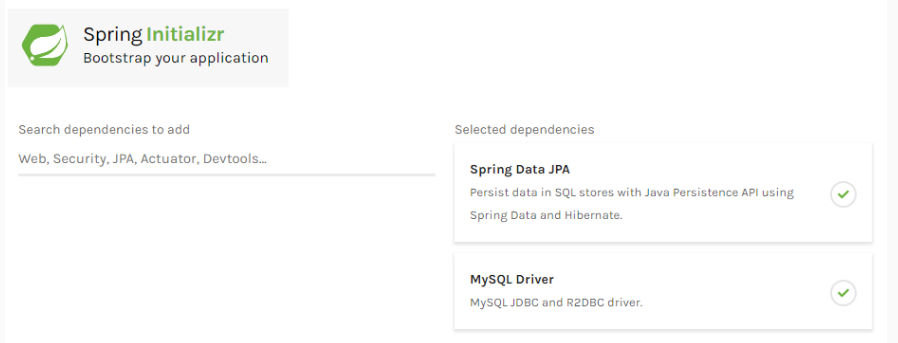 Spring Initializr
Bootstrap your application
Search dependencies to add
Web, Security, JPA, Actuator, Devtools...
Selected dependencies
Spring Data JPA
Persist data in SQL stores with Java Persistence API using
Spring Data and Hibernate.
MySQL Driver
MySQL JDBC and R2DBC driver.